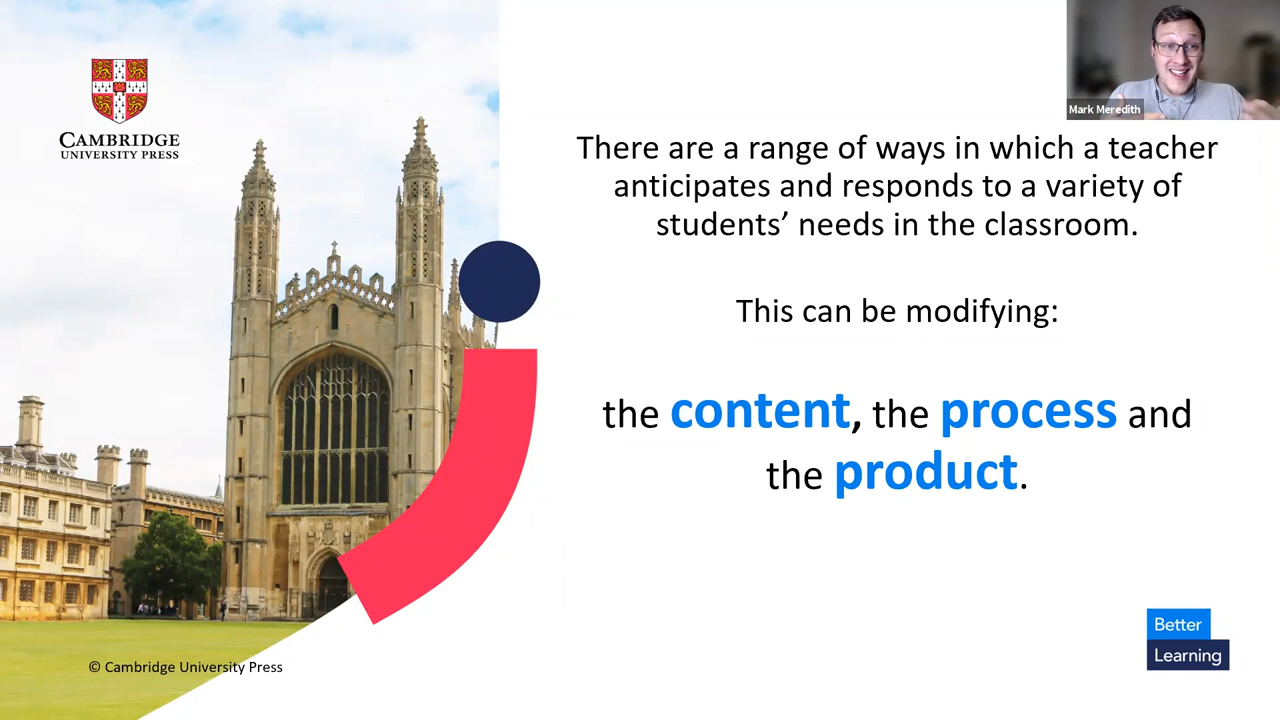 CAMBRIDGE
UNIVERSITY PRESS
Mark Meredith
There are a range of ways in which a teacher
anticipates and responds to a variety of
students’ needs in the classroom.
This can be modifying:
the content, the process and
the product.
Better
Learning
© Cambridge University Press